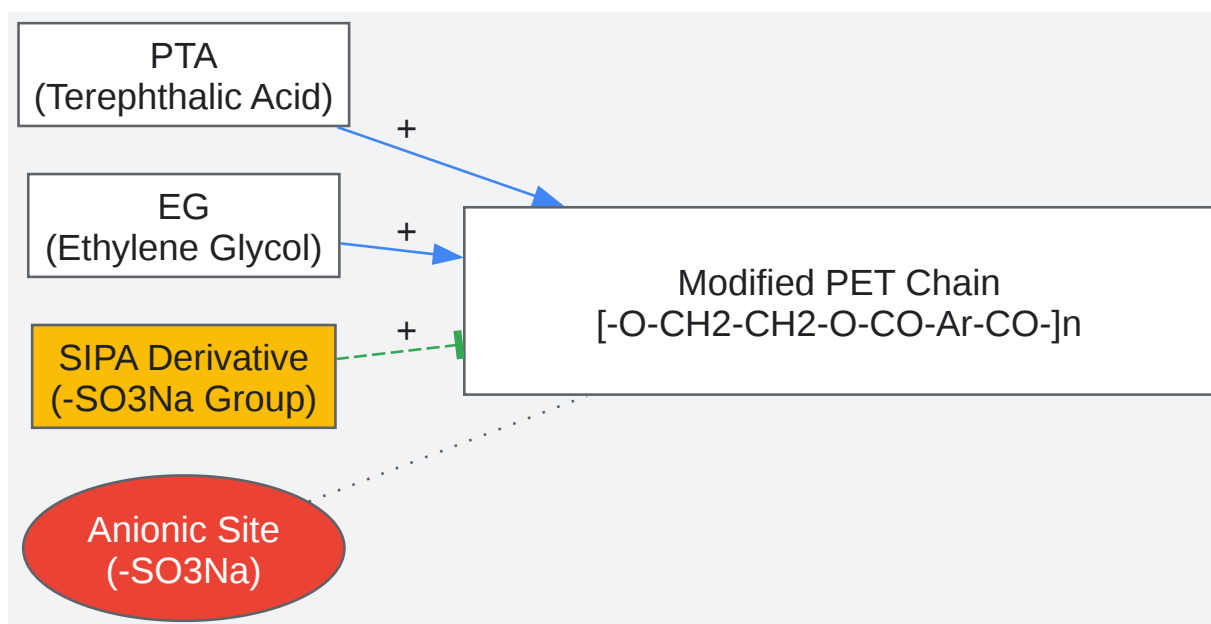 PTA
(Terephthalic Acid)
+
EG
(Ethylene Glycol)
+
SIPA Derivative
(-SO3Na Group)
+
Modified PET Chain
[-O-CH2-CH2-O-CO-Ar-CO-]n
Anionic Site
(-SO3Na)